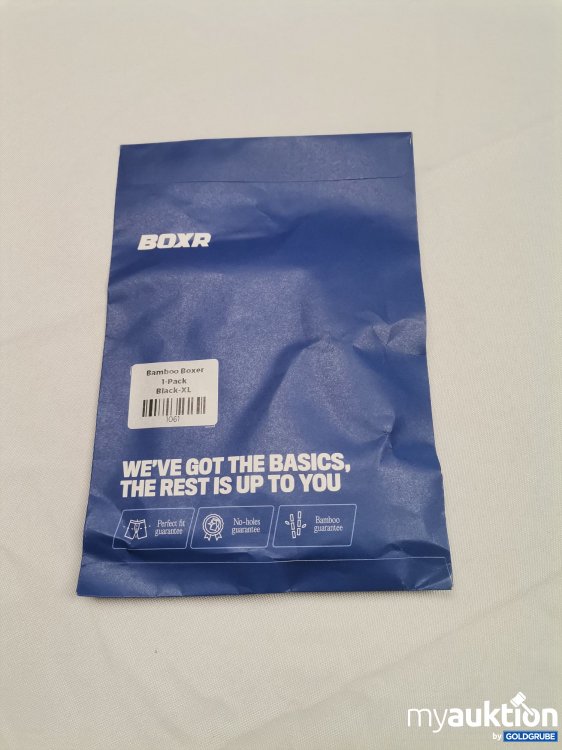 BOXR
Bamboo Boxer
1-Pack
Black-XL
1061
WE'VE GOT THE BASICS,
THE REST IS UP TO YOU
Perfect fit
guarantee
No-holes
guarantee
Bamboo
guarantee
myauktion
by GOLDGRUBE